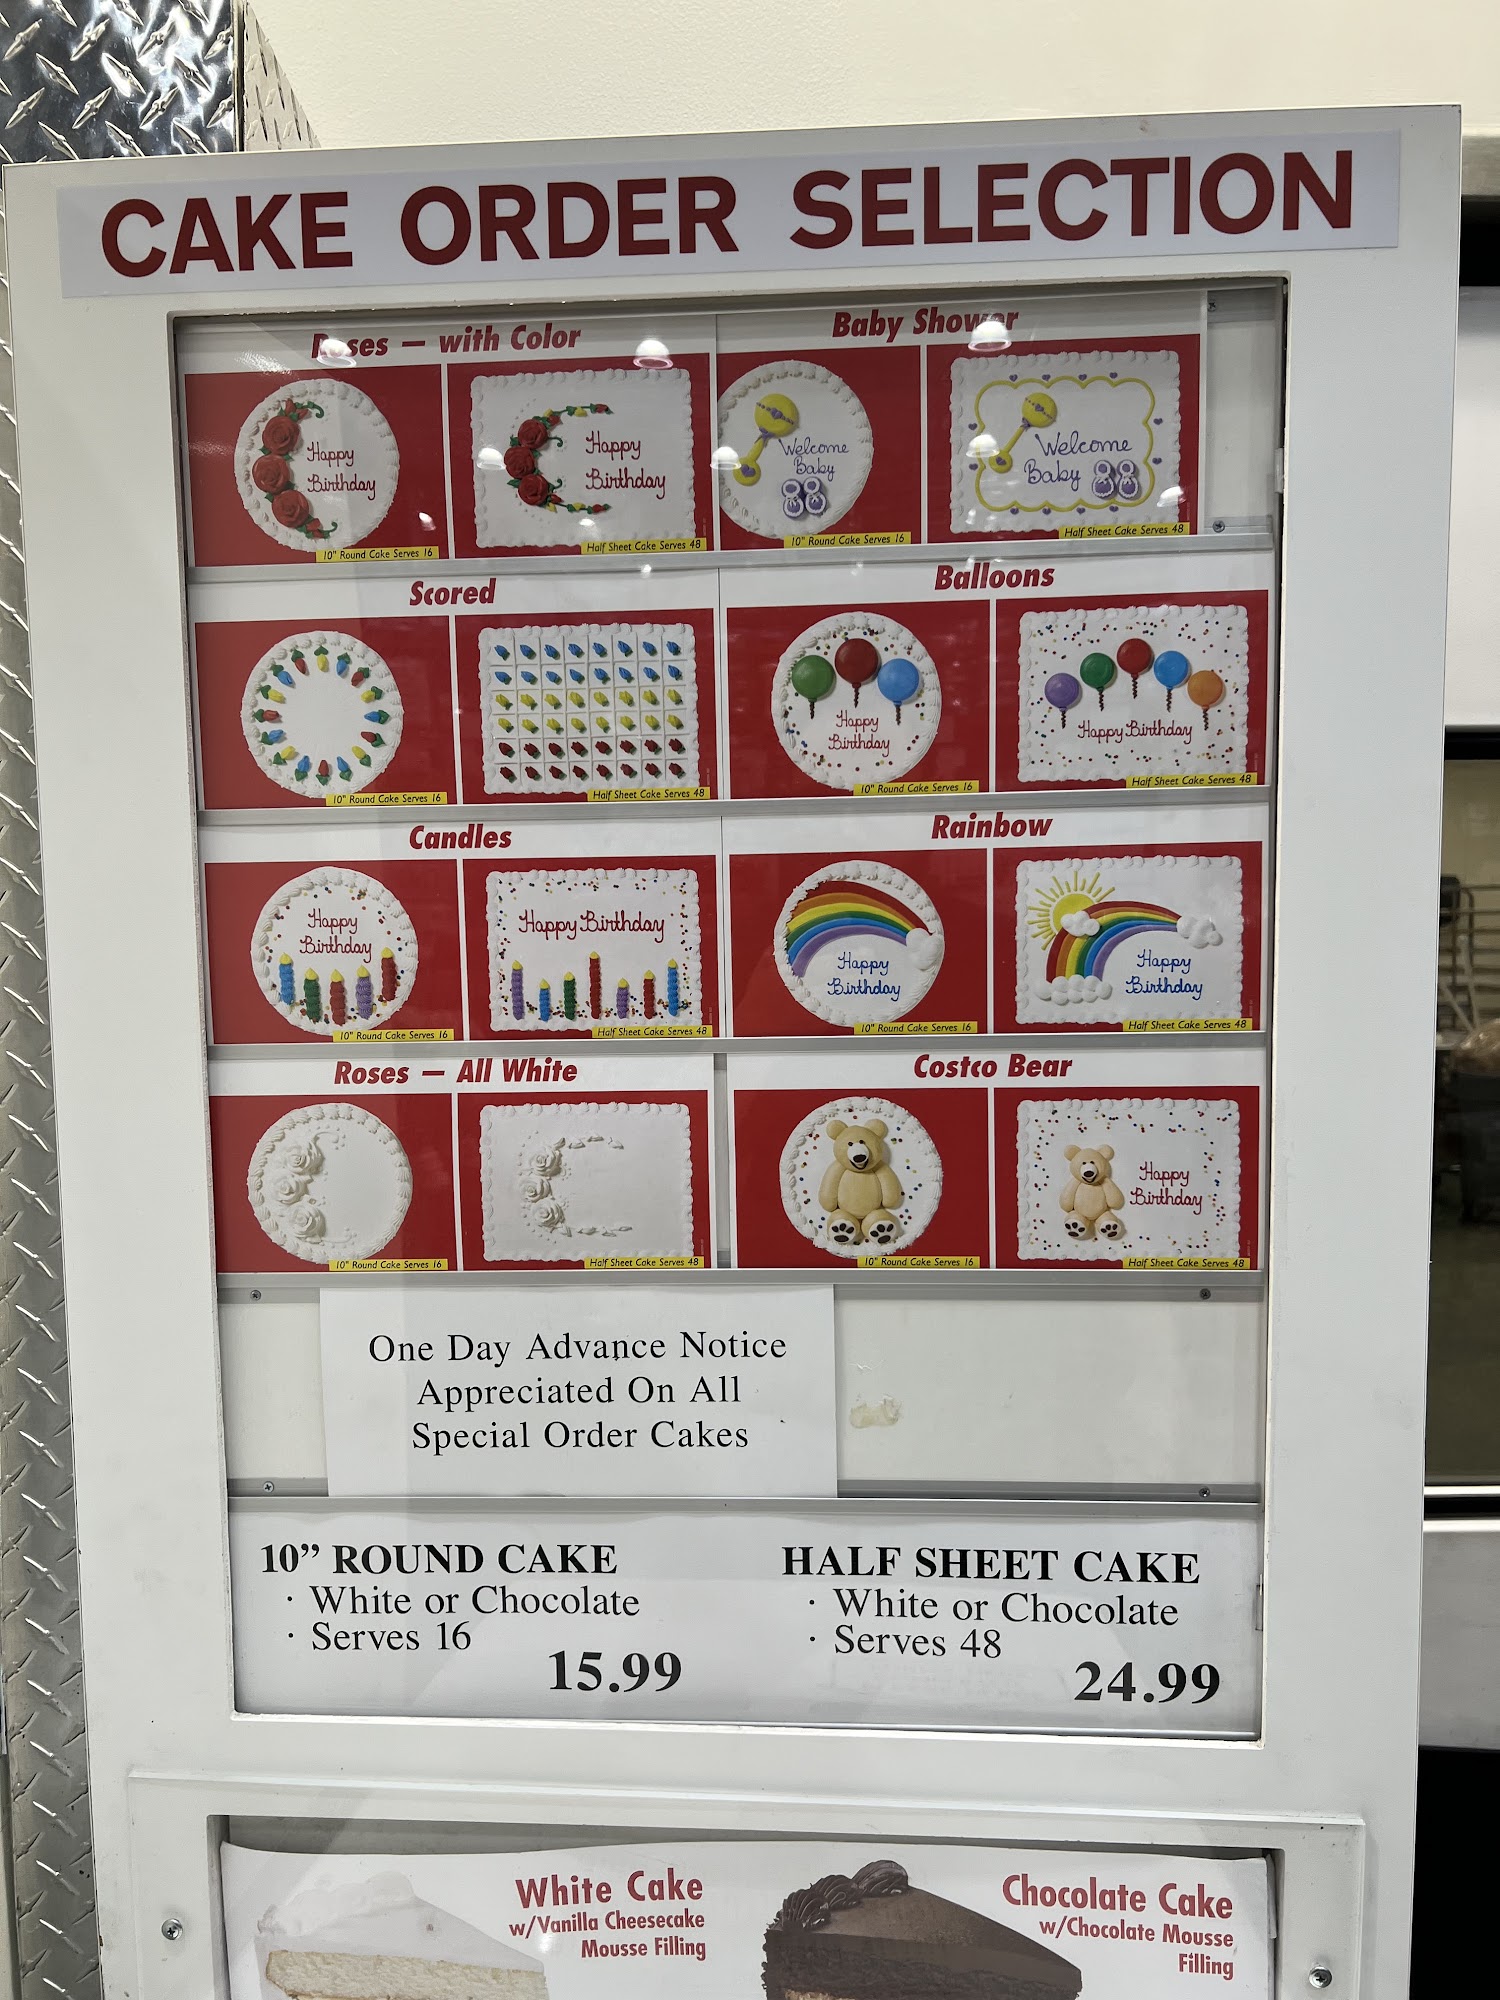 CAKE ORDER SELECTION
Roses — with Color
Happy
Birthday
10" Round Cake Serves 16
Happy
Birthday
Half Sheet Cake Serves 48
Baby Shower
Welcome
Baby
10" Round Cake Serves 16
Welcome
Baby
Half Sheet Cake Serves 48
Scored
10" Round Cake Serves 16
Half Sheet Cake Serves 48
Balloons
Happy
Birthday
10" Round Cake Serves 16
Happy Birthday
Half Sheet Cake Serves 48
Candles
Happy
Birthday
10" Round Cake Serves 16
Happy Birthday
Half Sheet Cake Serves 48
Rainbow
Happy
Birthday
10" Round Cake Serves 16
Happy
Birthday
Half Sheet Cake Serves 48
Roses — All White
10" Round Cake Serves 16
Half Sheet Cake Serves 48
Costco Bear
10" Round Cake Serves 16
Happy
Birthday
Half Sheet Cake Serves 48
One Day Advance Notice
Appreciated On All
Special Order Cakes
10” ROUND CAKE
· White or Chocolate
· Serves 16
15.99
HALF SHEET CAKE
· White or Chocolate
· Serves 48
24.99
White Cake
w/Vanilla Cheesecake
Mousse Filling
Chocolate Cake
w/Chocolate Mousse
Filling